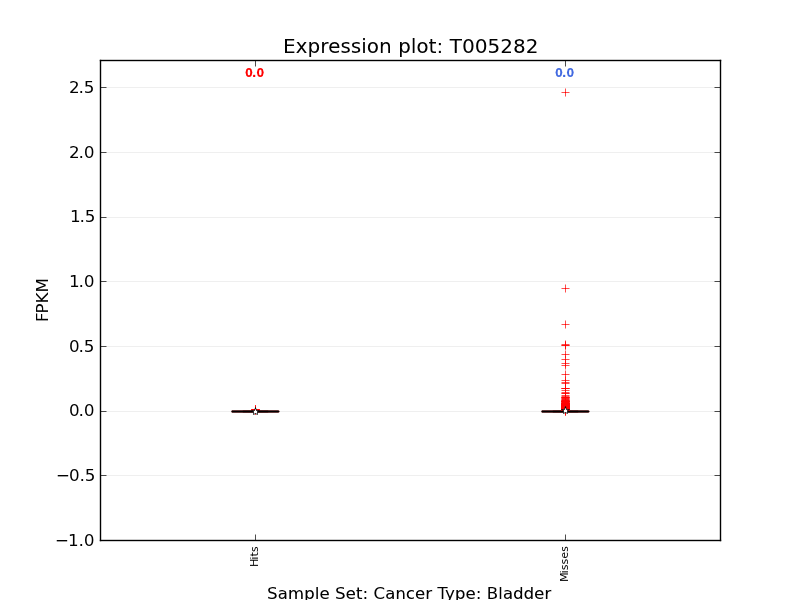 Expression plot: T005282
0.0 0.0
2.5
2.0
1.5
1.0
0.5
0.0
−0.5
−1.0
FPKM
Hits Misses
Sample Set: Cancer Type: Bladder